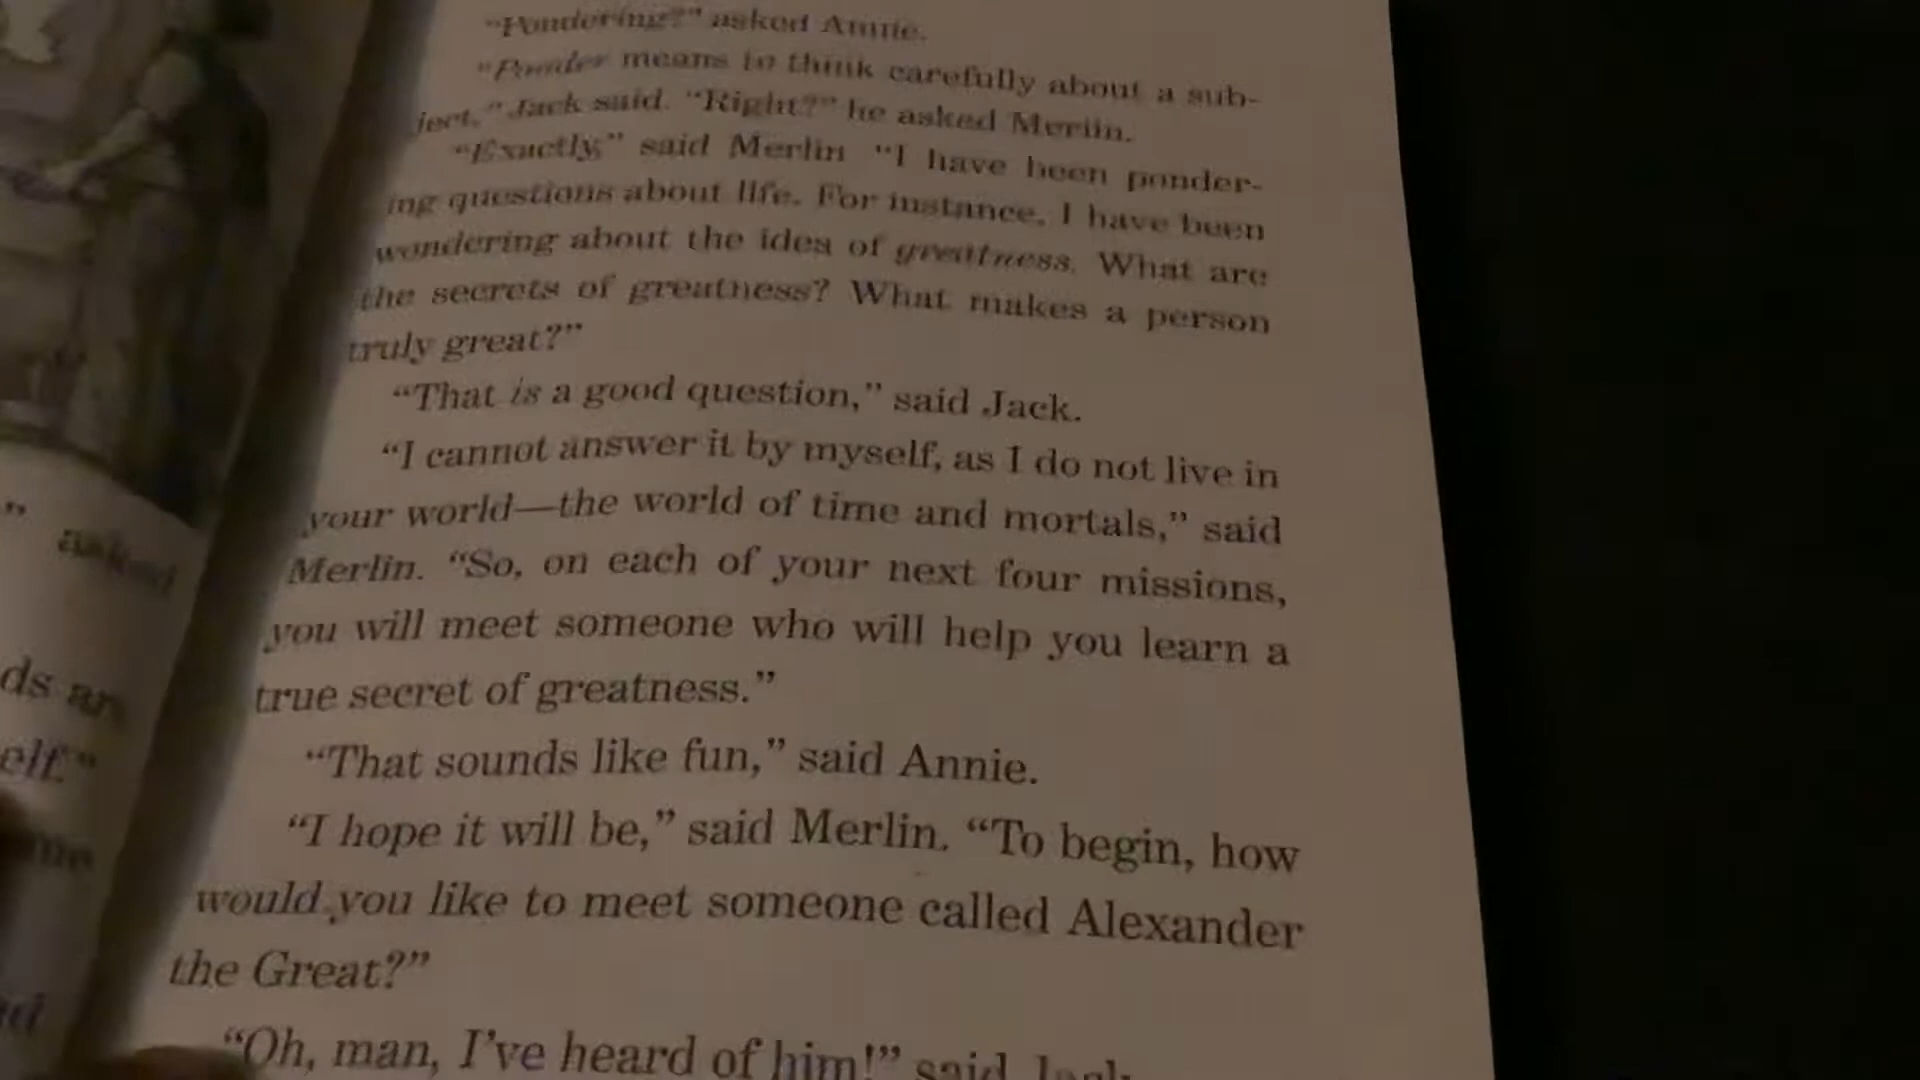 "Pondering?" asked Annie.
"Ponder means to think carefully about a sub-
ject," Jack said. "Right?" he asked Merlin.
"Exactly," said Merlin "I have been ponder-
ing questions about life. For instance, I have been
wondering about the idea of greatness. What are
the secrets of greatness? What makes a person
truly great?"
"That is a good question," said Jack.
"I cannot answer it by myself, as I do not live in
your world—the world of time and mortals," said
Merlin. "So, on each of your next four missions,
you will meet someone who will help you learn a
true secret of greatness."
"That sounds like fun," said Annie.
"I hope it will be," said Merlin. "To begin, how
would you like to meet someone called Alexander
the Great?"
"Oh, man, I've heard of him!" said Jack
" asked
ds are
elf."
me